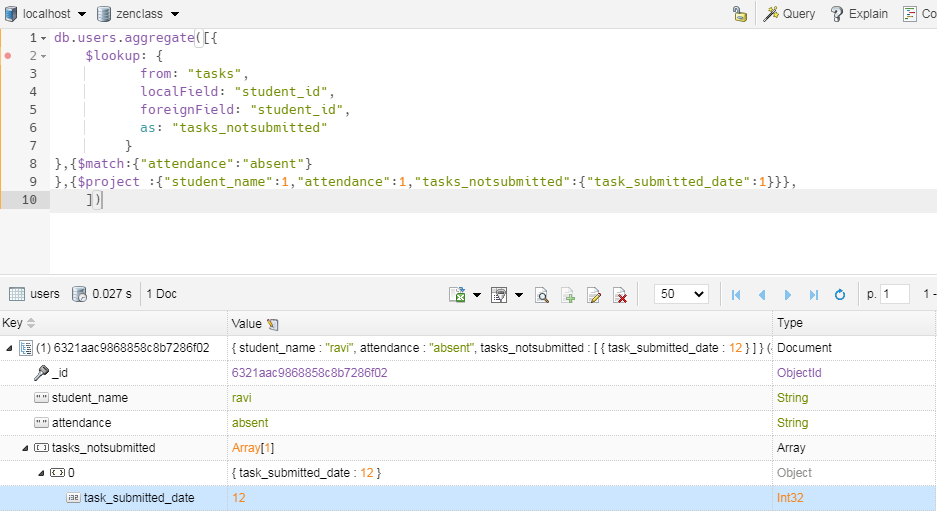 localhost zenclass Query Explain Co
1 db.users.aggregate([{
2 $lookup: {
3 from: "tasks",
4 localField: "student_id",
5 foreignField: "student_id",
6 as: "tasks_notsubmitted"
7 }
8 },{$match:{"attendance":"absent"}
9 },{$project :{"student_name":1,"attendance":1,"tasks_notsubmitted":{"task_submitted_date":1}}},
10 ])
users 0.027 s 1 Doc 50 p. 1 1 -
Key Value Type
(1) 6321aac9868858c8b7286f02 { student_name : "ravi", attendance : "absent", tasks_notsubmitted : [ { task_submitted_date : 12 } ] } ( Document
_id 6321aac9868858c8b7286f02 ObjectId
"" student_name ravi String
"" attendance absent String
tasks_notsubmitted Array[1] Array
0 { task_submitted_date : 12 } Object
task_submitted_date 12 Int32